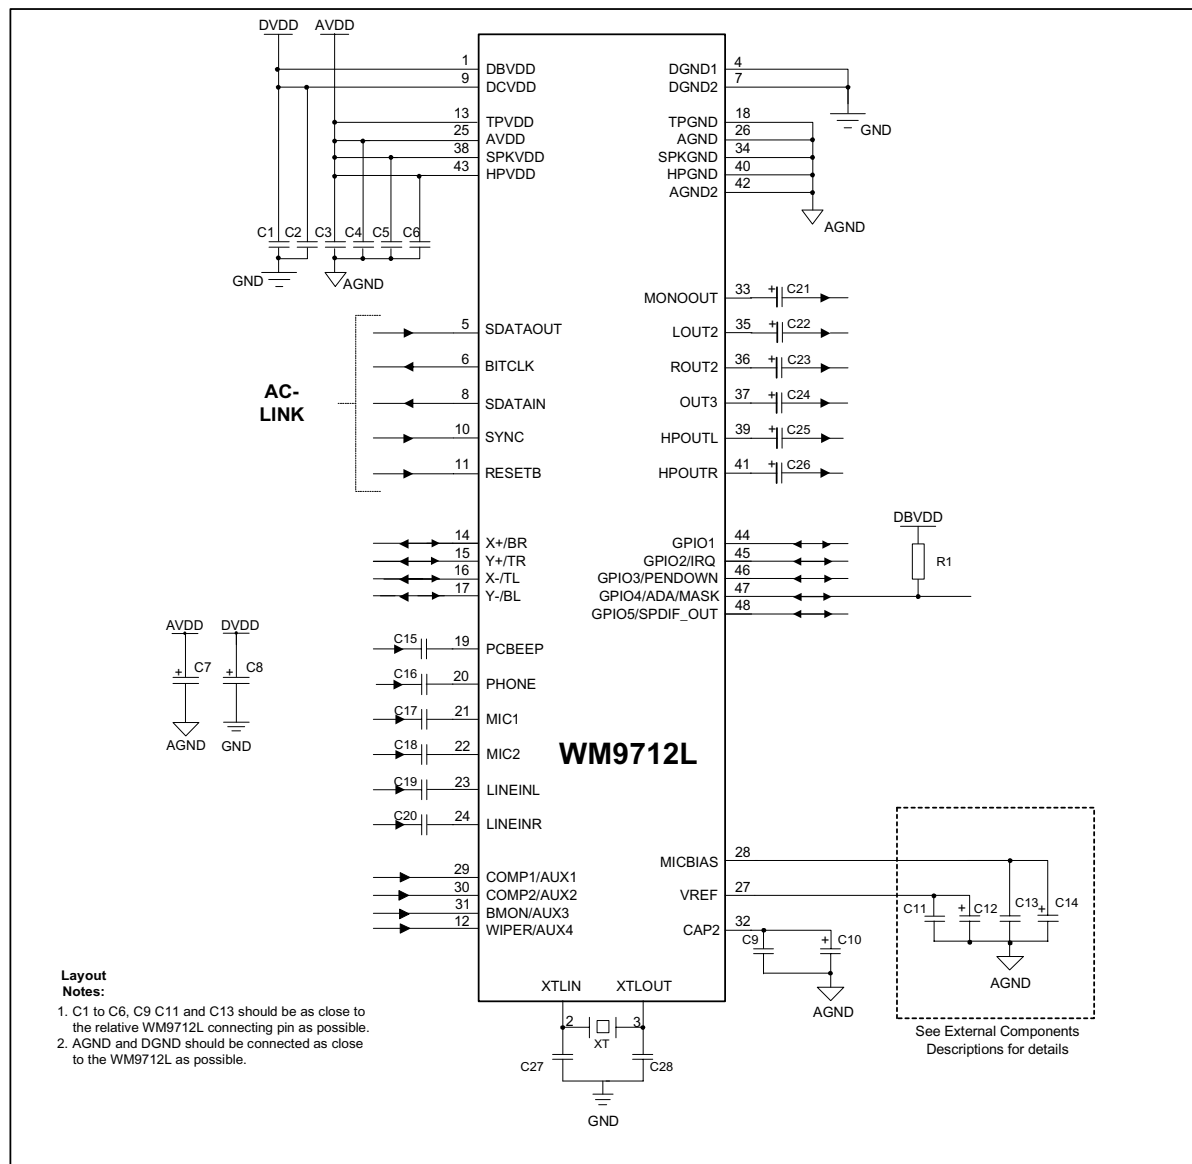 DVDD AVDD
1 DBVDD DGND1 4
9 DCVDD DGND2 7
GND
13 TPVDD TPGND 18
25 AVDD AGND 26
38 SPKVDD SPKGND 34
43 HPVDD HPGND 40
AGND2 42
AGND
C1 C2 C3 C4 C5 C6
GND AGND
MONOOUT 33 + C21
5 SDATAOUT LOUT2 35 + C22
6 BITCLK ROUT2 36 + C23
AC-
LINK
8 SDATAIN OUT3 37 + C24
10 SYNC HPOUTL 39 + C25
11 RESETB HPOUTR 41 + C26
DBVDD
R1
14 X+/BR GPIO1 44
15 Y+/TR GPIO2/IRQ 45
16 X-/TL GPIO3/PENDOWN 46
17 Y-/BL GPIO4/ADA/MASK 47
GPIO5/SPDIF_OUT 48
AVDD DVDD
+ C7 + C8
AGND GND
C15 19 PCBEEP
C16 20 PHONE
C17 21 MIC1
C18 22 MIC2
C19 23 LINEINL
C20 24 LINEINR
WM9712L
MICBIAS 28
VREF 27
CAP2 32
C11 + C12 C13 + C14
AGND
C9 + C10
AGND
See External Components
Descriptions for details
29 COMP1/AUX1
30 COMP2/AUX2
31 BMON/AUX3
12 WIPER/AUX4
XTLIN XTLOUT
2 3
XT
C27 C28
GND
Layout
Notes:
1. C1 to C6, C9 C11 and C13 should be as close to
the relative WM9712L connecting pin as possible.
2. AGND and DGND should be connected as close
to the WM9712L as possible.